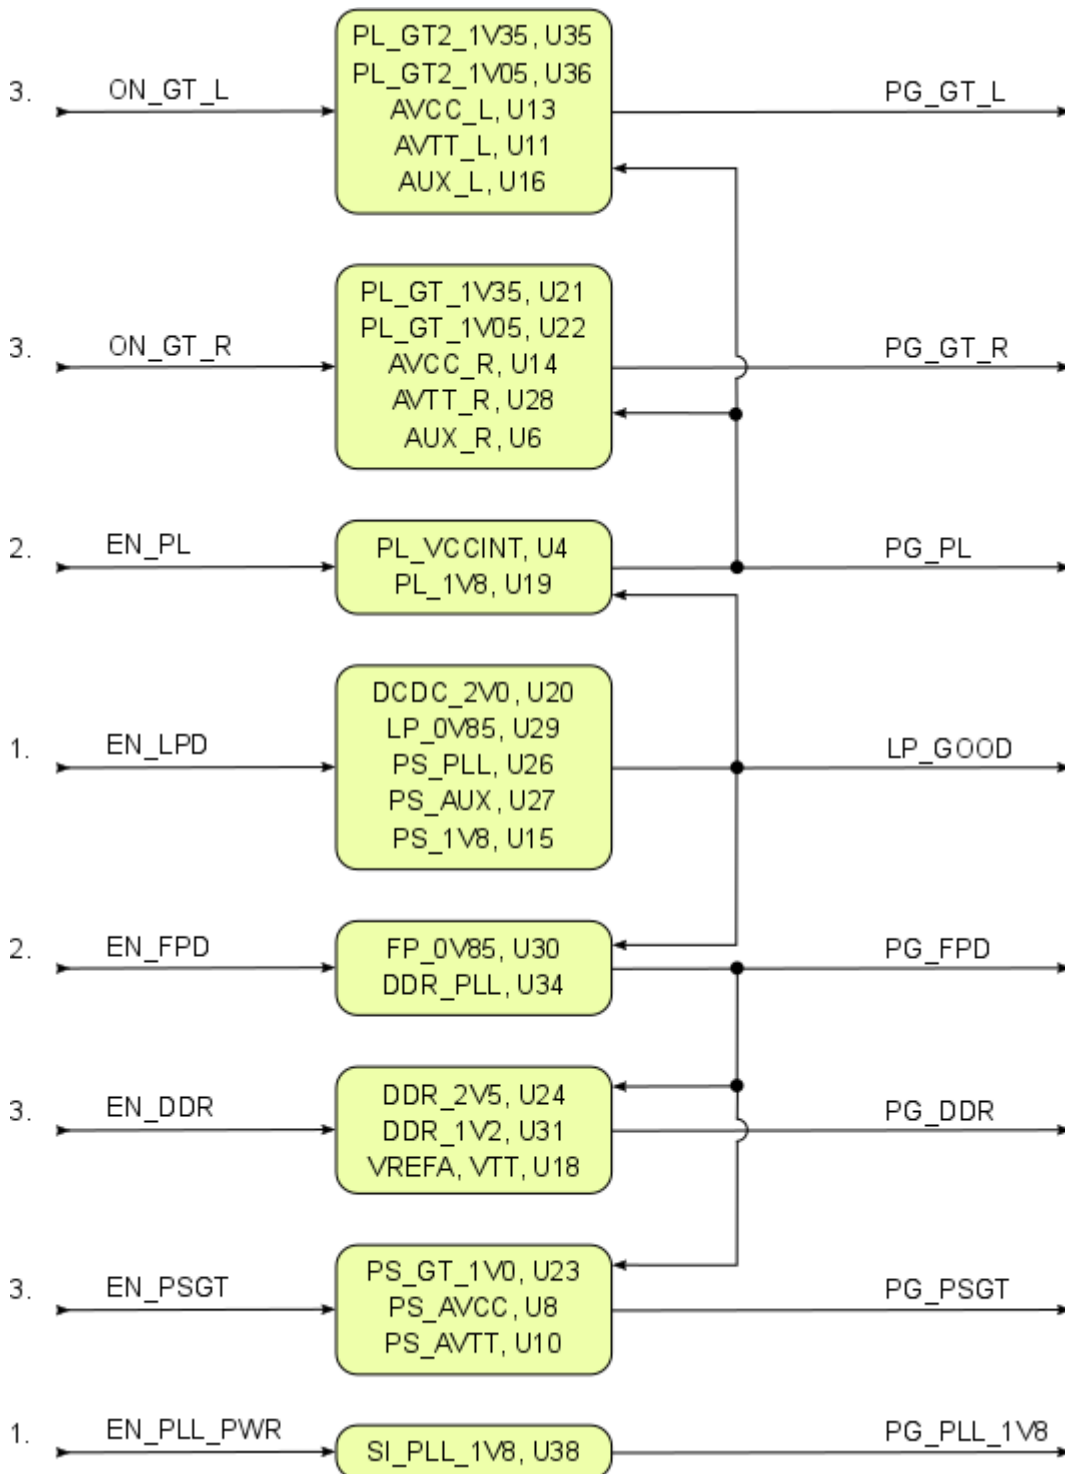 PL_GT2_1V35, U35
PL_GT2_1V05, U36
3. ON_GT_L AVCC_L, U13 PG_GT_L
AVTT_L, U11
AUX_L, U16
PL_GT_1V35, U21
PL_GT_1V05, U22
3. ON_GT_R AVCC_R, U14 PG_GT_R
AVTT_R, U28
AUX_R, U6
2. EN_PL PL_VCCINT, U4 PG_PL
PL_1V8, U19
DCDC_2V0, U20
LP_0V85, U29
1. EN_LPD PS_PLL, U26 LP_GOOD
PS_AUX, U27
PS_1V8, U15
2. EN_FPD FP_0V85, U30 PG_FPD
DDR_PLL, U34
DDR_2V5, U24
3. EN_DDR DDR_1V2, U31 PG_DDR
VREFA, VTT, U18
PS_GT_1V0, U23
3. EN_PSGT PS_AVCC, U8 PG_PSGT
PS_AVTT, U10
1. EN_PLL_PWR SI_PLL_1V8, U38 PG_PLL_1V8